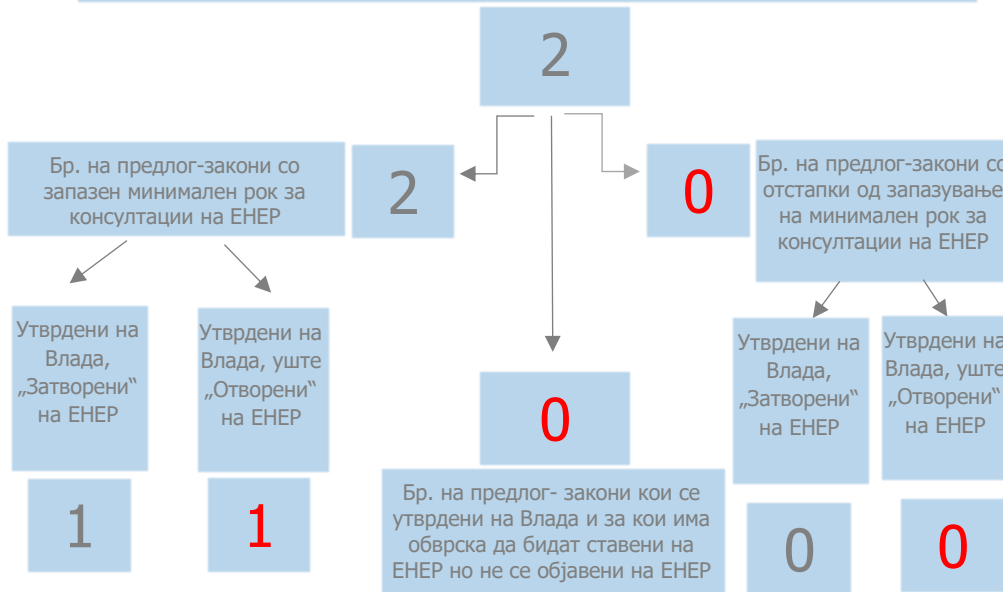 2
Бр. на предлог-закони со
запазен минимален рок за
консултации на ЕНЕР
2
0
Бр. на предлог-закони со
отстапки од запазување
на минимален рок за
консултации на ЕНЕР
Утврдени на
Влада,
„Затворени“
на ЕНЕР
Утврдени на
Влада, уште
„Отворени“
на ЕНЕР
Утврдени на
Влада,
„Затворени“
на ЕНЕР
Утврдени на
Влада, уште
„Отворени“
на ЕНЕР
0
Бр. на предлог- закони кои се
утврдени на Влада и за кои има
обврска да бидат ставени на
ЕНЕР но не се објавени на ЕНЕР
1
1
0
0